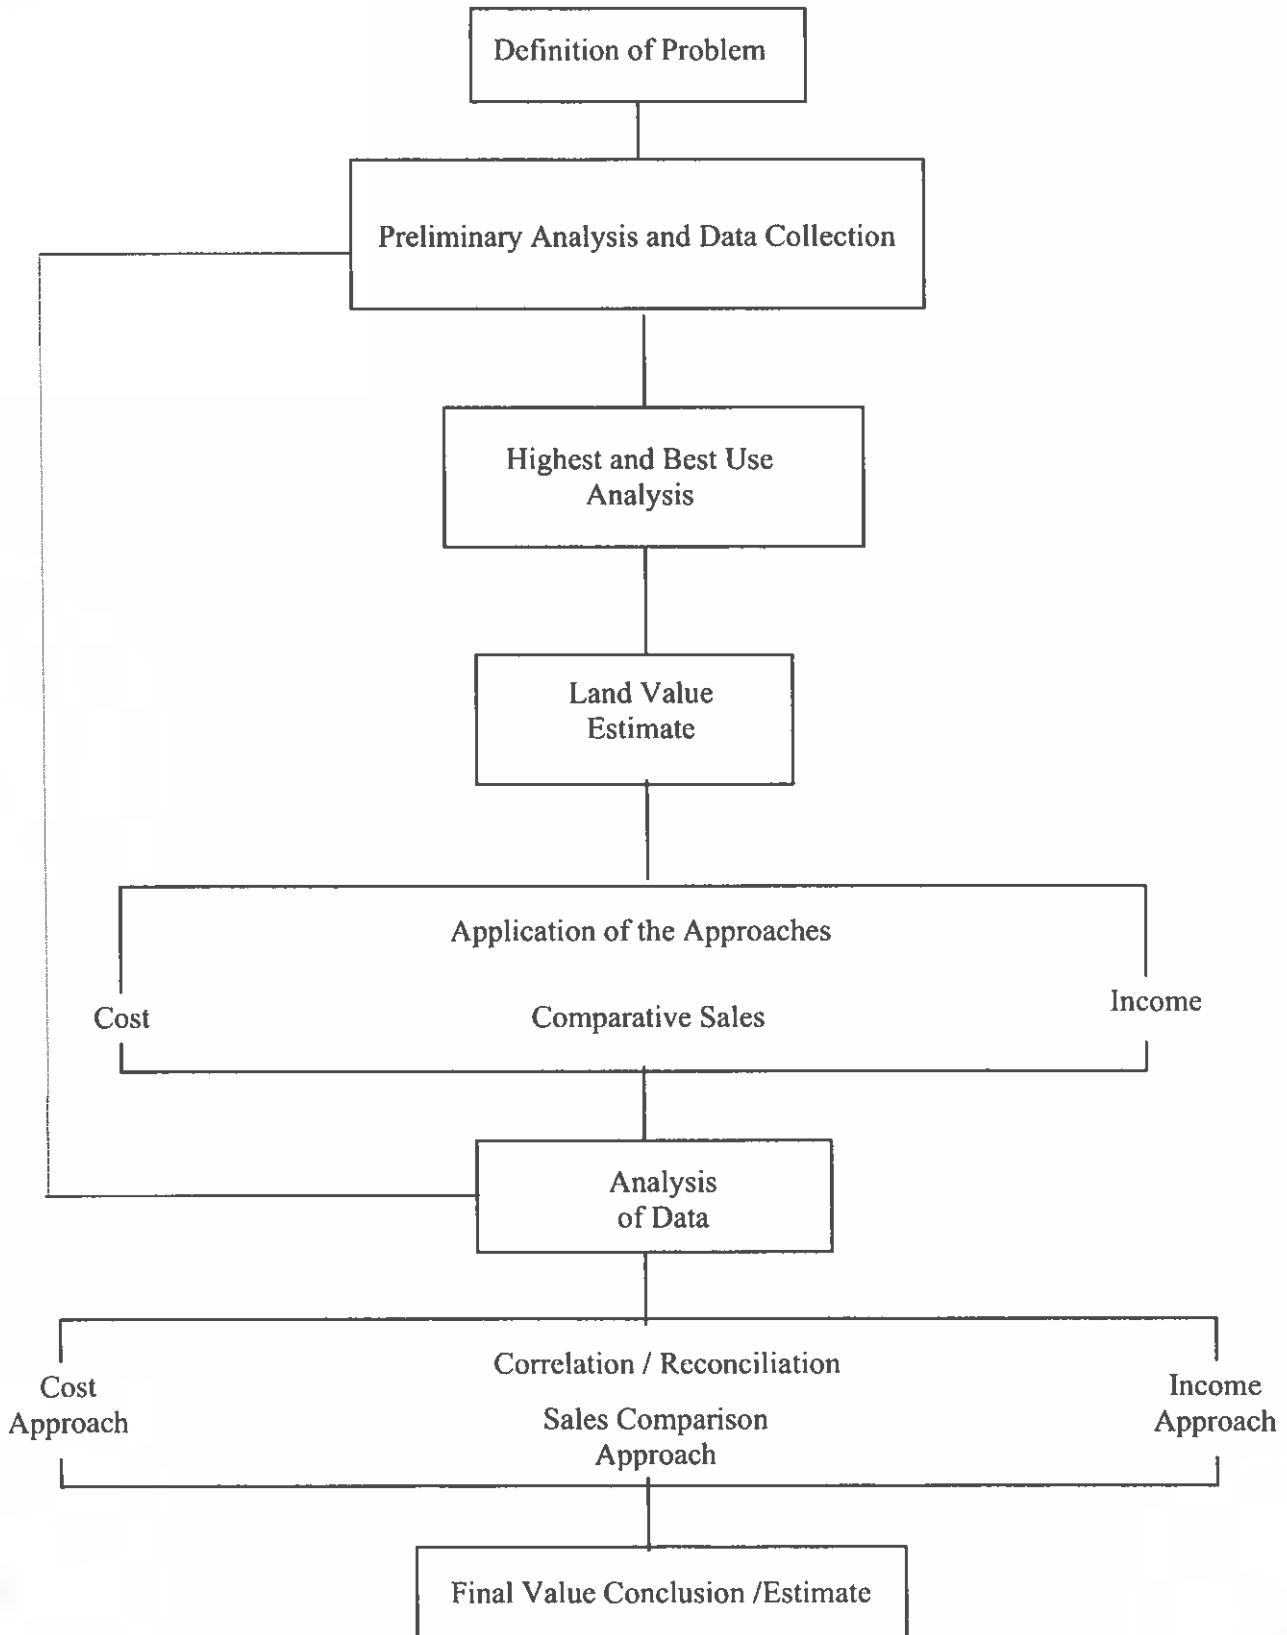 Definition of Problem
Preliminary Analysis and Data Collection
Highest and Best Use
Analysis
Land Value
Estimate
Application of the Approaches
Cost
Comparative Sales
Income
Analysis
of Data
Correlation / Reconciliation
Cost
Approach
Sales Comparison
Approach
Income
Approach
Final Value Conclusion /Estimate